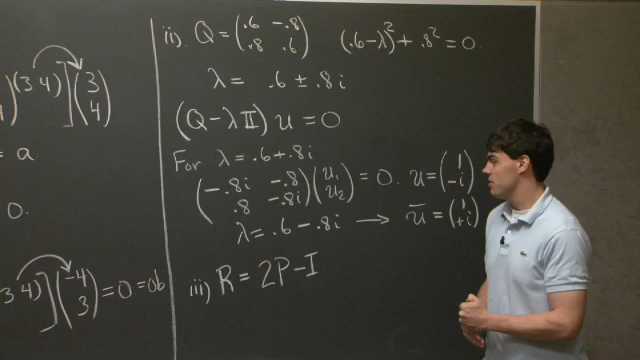 (3 4)](3 4)
= a
0.
3 4)](-4 3) = 0 = 0b
ii) Q = (.6 -.8 .8 .6) (.6-λ)² + .8² = 0.
λ = .6 ± .8i
(Q-λII) u = 0
For λ = .6+.8i
(-.8i -.8 .8 -.8i)(u₁ u₂) = 0. u = (1 -i)
λ = .6 - .8i → ū = (1 +i)
iii) R = 2P-I